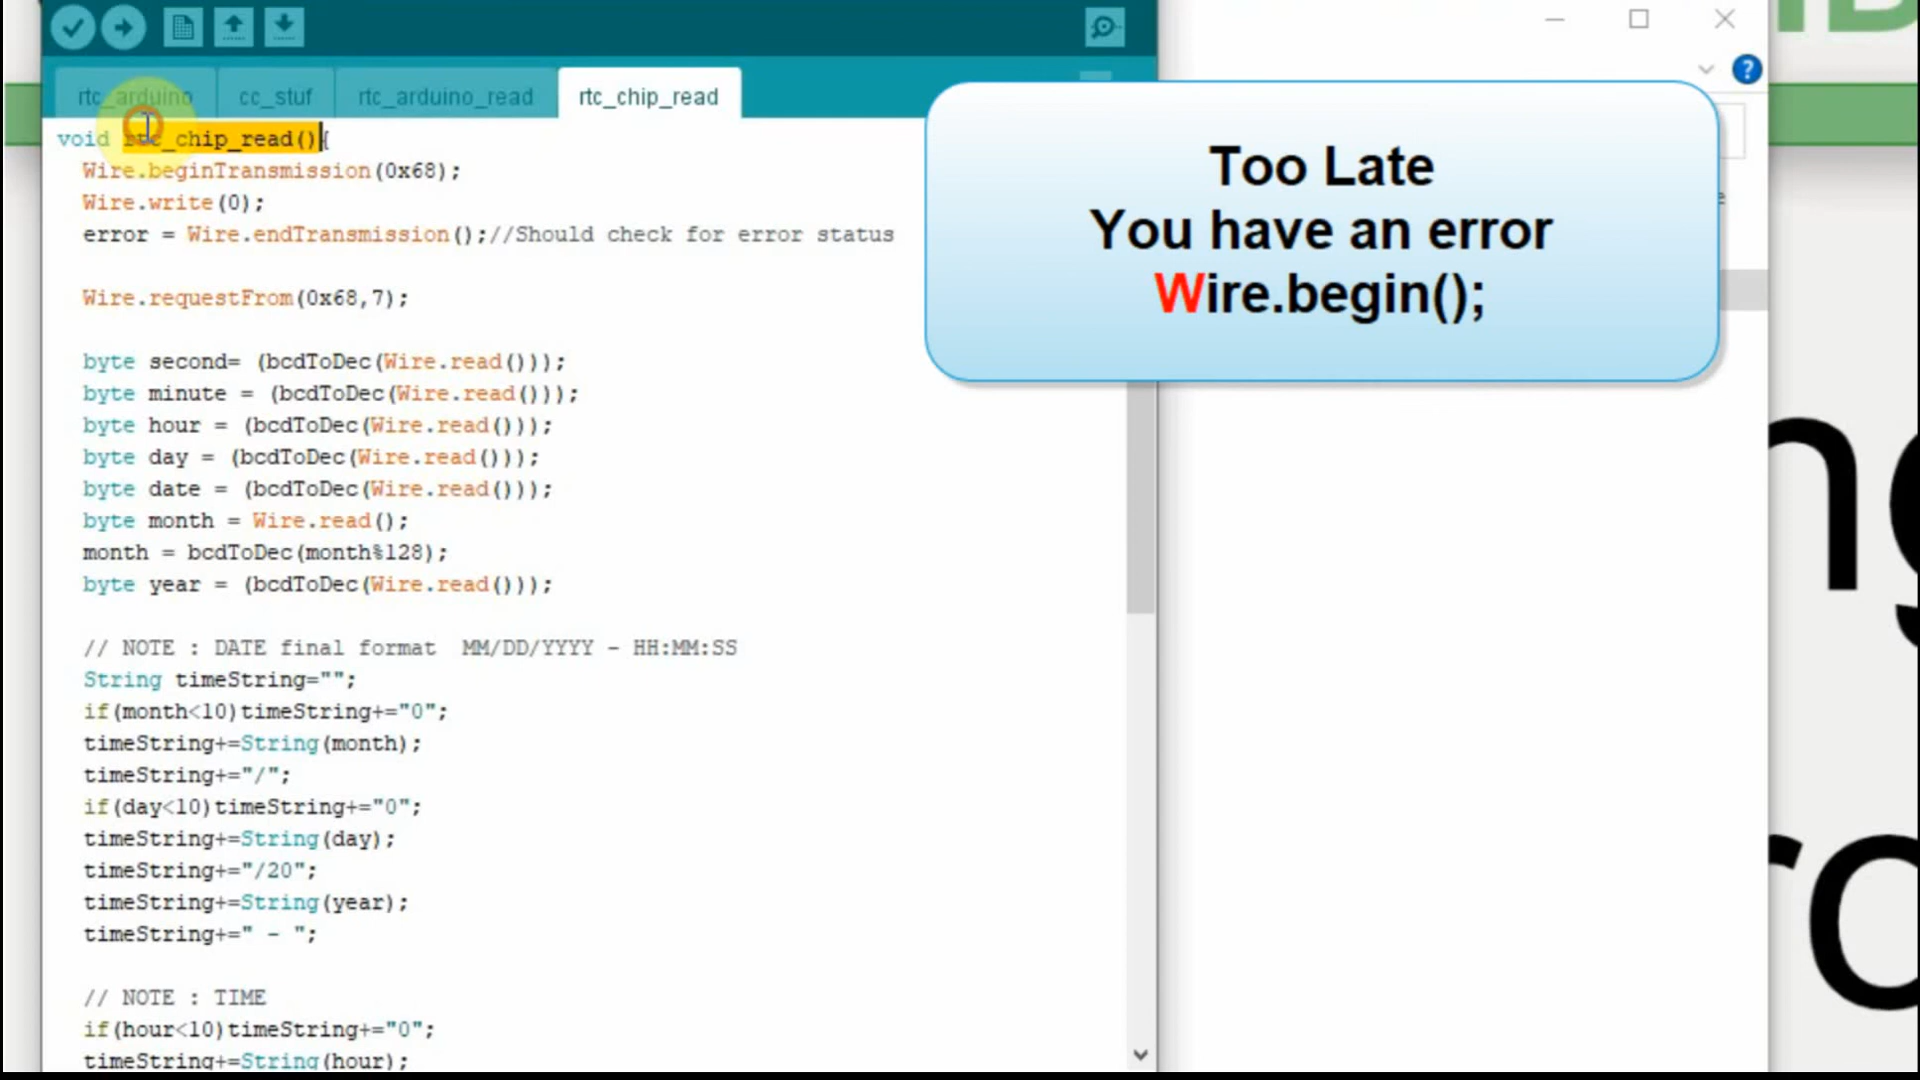 rtc_arduino
cc_stuf
rtc_arduino_read
rtc_chip_read
void rtc_chip_read(){
Wire.beginTransmission(0x68);
Wire.write(0);
error = Wire.endTransmission();//Should check for error status
Wire.requestFrom(0x68,7);
byte second= (bcdToDec(Wire.read()));
byte minute = (bcdToDec(Wire.read()));
byte hour = (bcdToDec(Wire.read()));
byte day = (bcdToDec(Wire.read()));
byte date = (bcdToDec(Wire.read()));
byte month = Wire.read();
month = bcdToDec(month%128);
byte year = (bcdToDec(Wire.read()));
// NOTE : DATE final format  MM/DD/YYYY - HH:MM:SS
String timeString="";
if(month<10)timeString+="0";
timeString+=String(month);
timeString+="/";
if(day<10)timeString+="0";
timeString+=String(day);
timeString+="/20";
timeString+=String(year);
timeString+=" - ";
// NOTE : TIME
if(hour<10)timeString+="0";
timeString+=String(hour);
Too Late
You have an error
Wire.begin();
?